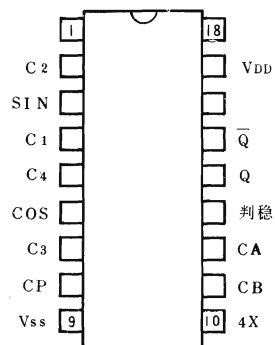 1 18
C2 VDD
SIN
C1 Q̅
C4 Q
COS 判稳
C3 CA
CP CB
Vss 9 10 4X